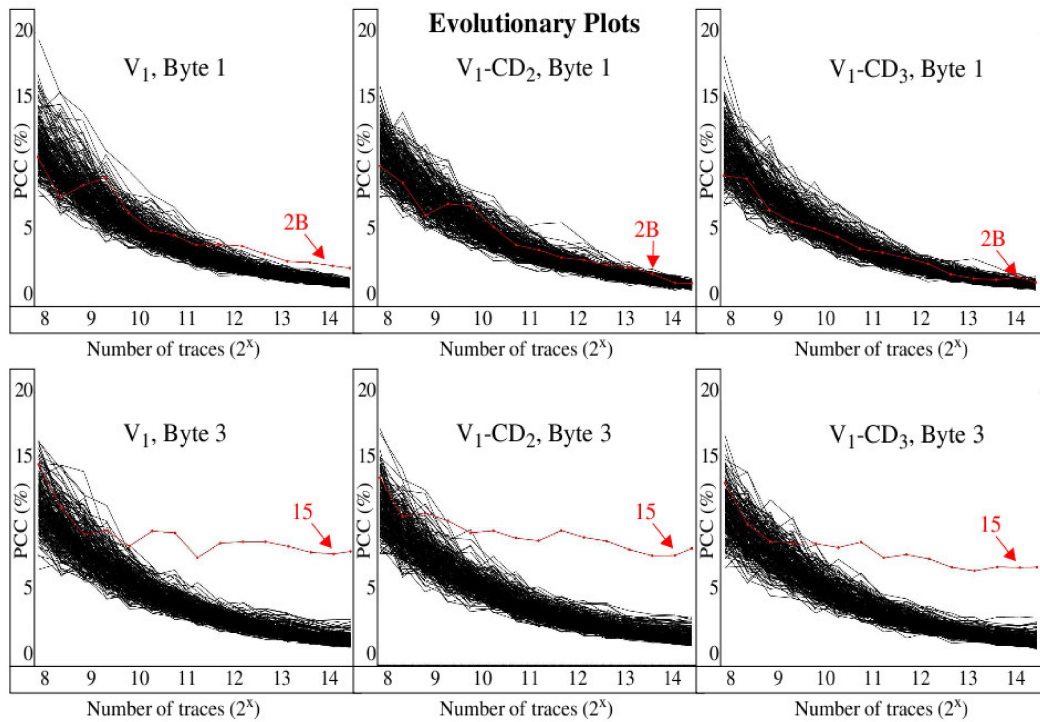 Evolutionary Plots
V1, Byte 1
V1-CD2, Byte 1
V1-CD3, Byte 1
PCC (%)
20
15
10
5
0
2B
8 9 10 11 12 13 14
Number of traces (2^x)
PCC (%)
20
15
10
5
0
2B
8 9 10 11 12 13 14
Number of traces (2^x)
PCC (%)
20
15
10
5
0
2B
8 9 10 11 12 13 14
Number of traces (2^x)
V1, Byte 3
V1-CD2, Byte 3
V1-CD3, Byte 3
PCC (%)
20
15
10
5
0
15
8 9 10 11 12 13 14
Number of traces (2^x)
PCC (%)
20
15
10
5
0
15
8 9 10 11 12 13 14
Number of traces (2^x)
PCC (%)
20
15
10
5
0
15
8 9 10 11 12 13 14
Number of traces (2^x)